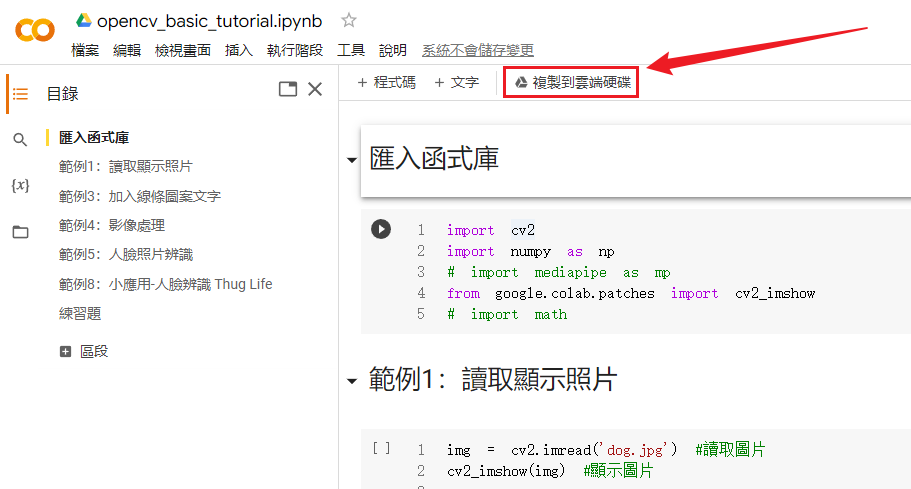 opencv_basic_tutorial.ipynb
檔案 編輯 檢視畫面 插入 執行階段 工具 說明 系統不會儲存變更
目錄
+ 程式碼 + 文字 複製到雲端硬碟
匯入函式庫
範例1：讀取顯示照片
範例3：加入線條圖案文字
範例4：影像處理
範例5：人臉照片辨識
範例8：小應用-人臉辨識 Thug Life
練習題
區段
{x}
匯入函式庫
1 import cv2
2 import numpy as np
3 # import mediapipe as mp
4 from google.colab.patches import cv2_imshow
5 # import math
範例1：讀取顯示照片
[ ] 1 img = cv2.imread('dog.jpg') #讀取圖片
2 cv2_imshow(img) #顯示圖片